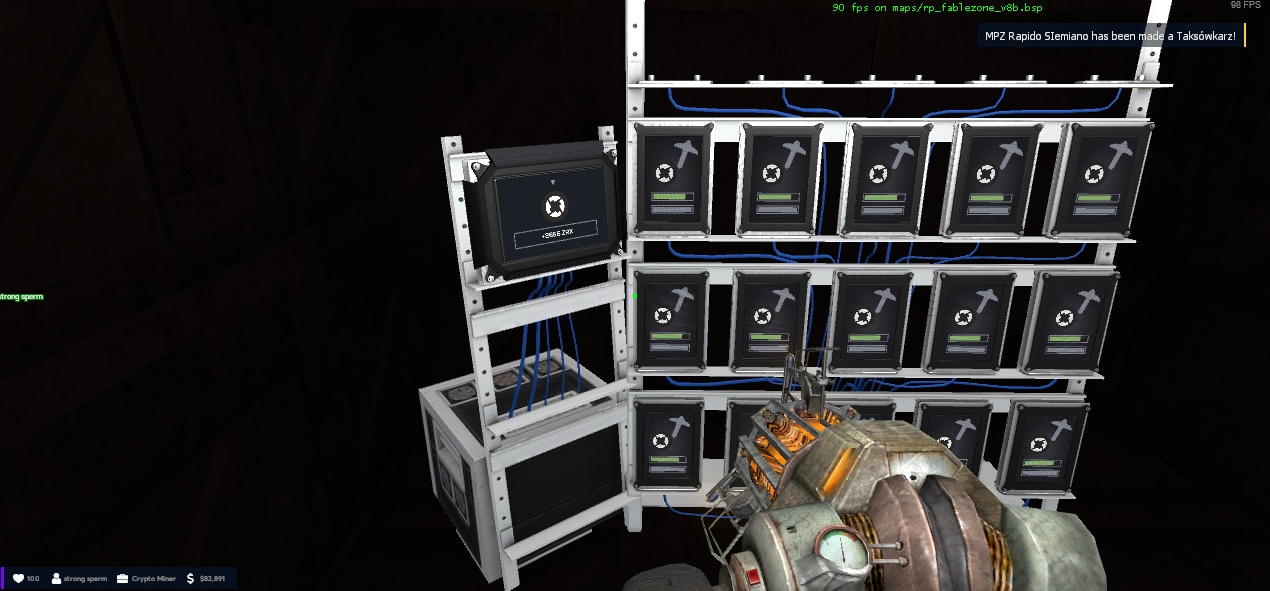 90 fps on maps/rp_fablezone_v8b.bsp
98 FPS
MPZ Rapido SIemiano has been made a Taksówkarz!
strong sperm
100 strong sperm Crypto Miner $ $82,891